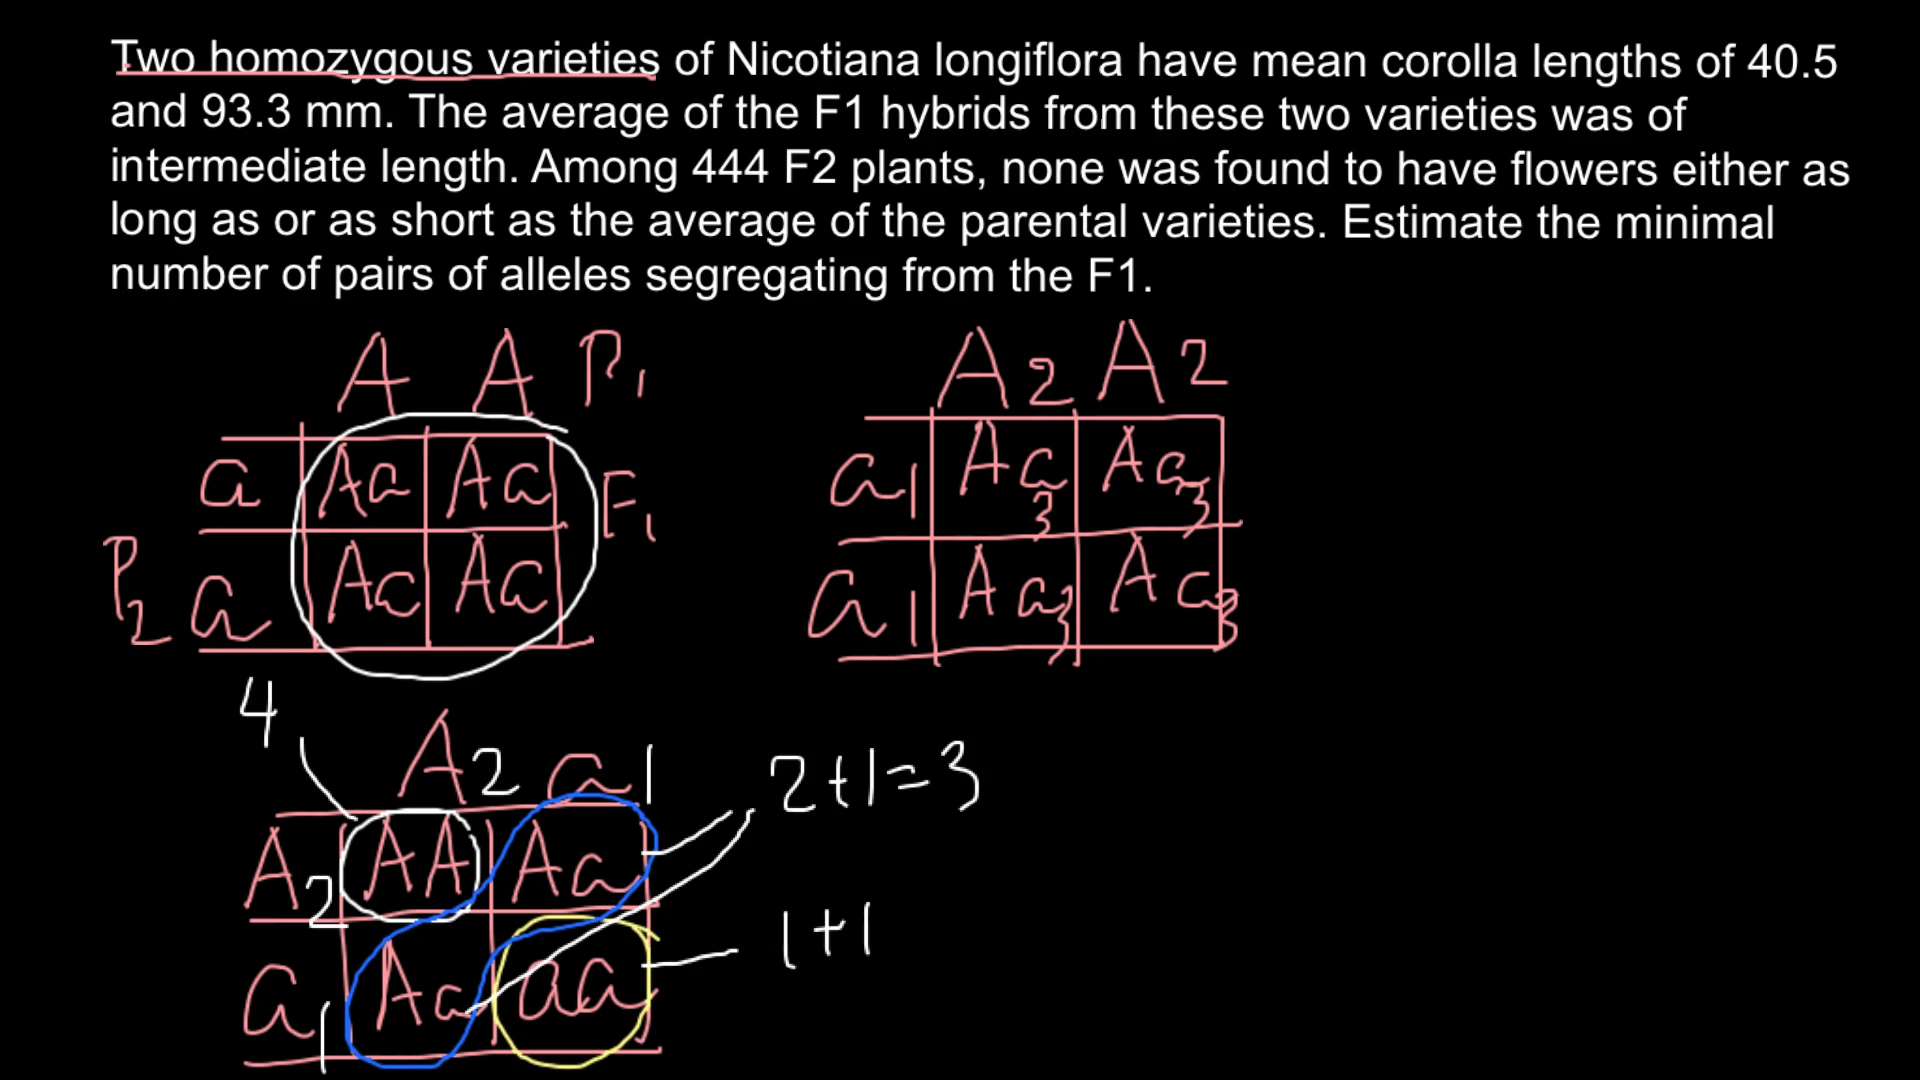 Two homozygous varieties of Nicotiana longiflora have mean corolla lengths of 40.5
and 93.3 mm. The average of the F1 hybrids from these two varieties was of
intermediate length. Among 444 F2 plants, none was found to have flowers either as
long as or as short as the average of the parental varieties. Estimate the minimal
number of pairs of alleles segregating from the F1.
A A P1
a Aa Aa F1
P2 a Aa Aa
A2 A2
a1 Aa3 Aa3
a1 Aa3 Aa3
4
A2 a1
2+1=3
A2 AA Aa
1+1
a1 Aa aa